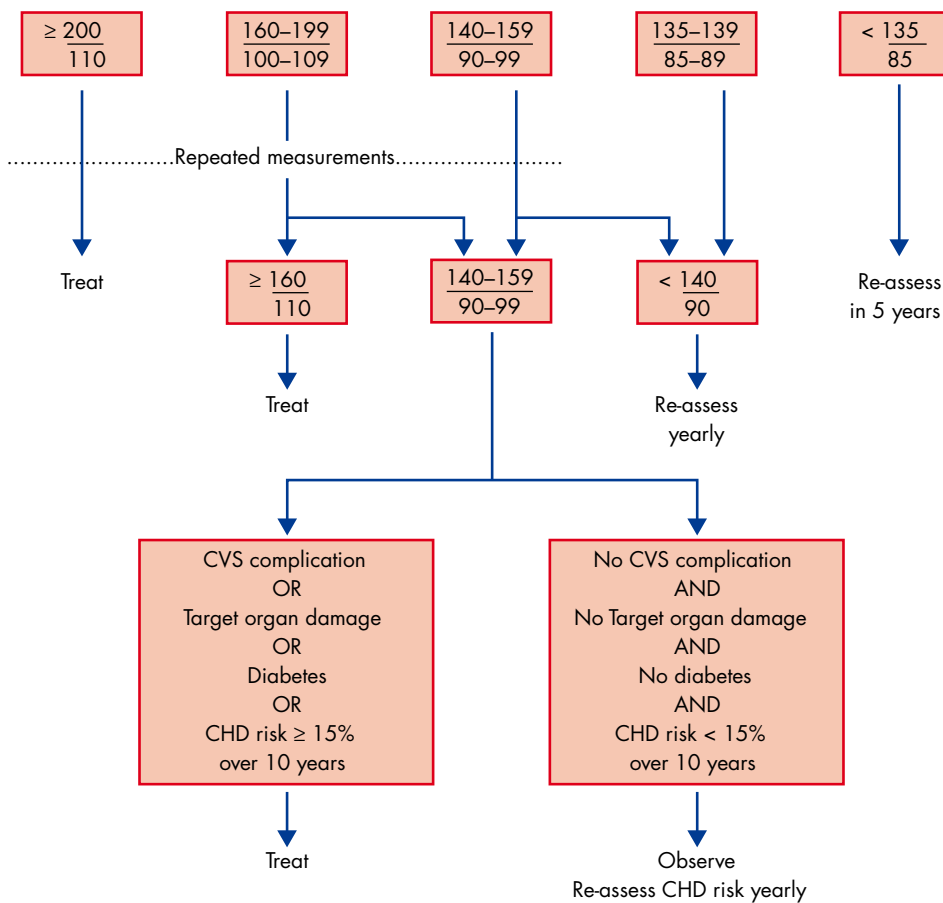 ≥ 200
110
160–199
100–109
140–159
90–99
135–139
85–89
< 135
85
Repeated measurements
Treat
≥ 160
110
140–159
90–99
< 140
90
Re-assess
in 5 years
Treat
Re-assess
yearly
CVS complication
OR
Target organ damage
OR
Diabetes
OR
CHD risk ≥ 15%
over 10 years
No CVS complication
AND
No Target organ damage
AND
No diabetes
AND
CHD risk < 15%
over 10 years
Treat
Observe
Re-assess CHD risk yearly